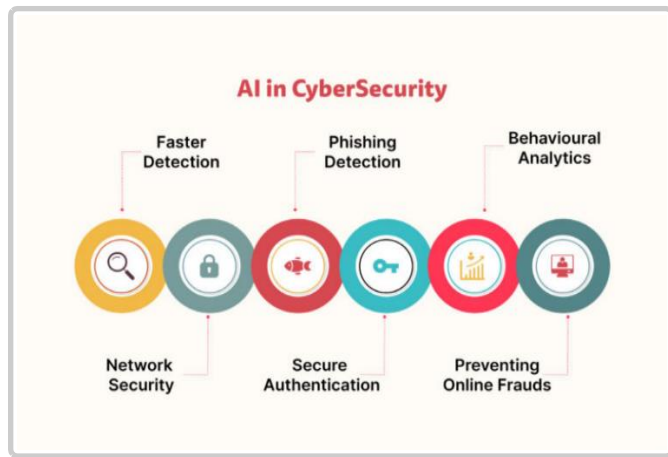 AI in CyberSecurity
Faster
Detection
Phishing
Detection
Behavioural
Analytics
Network
Security
Secure
Authentication
Preventing
Online Frauds